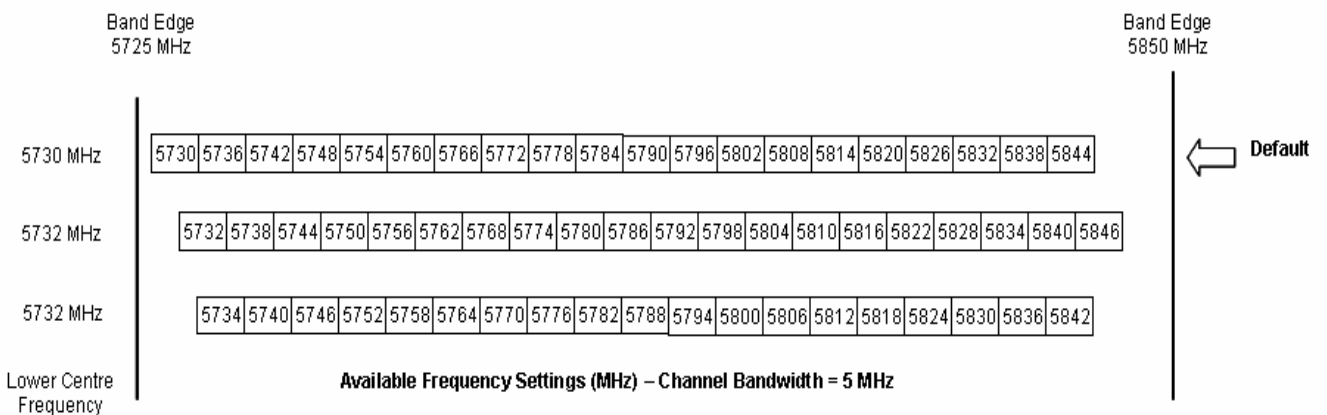 Band Edge
5725 MHz
Band Edge
5850 MHz
5730 MHz
5730 5736 5742 5748 5754 5760 5766 5772 5778 5784 5790 5796 5802 5808 5814 5820 5826 5832 5838 5844
Default
5732 MHz
5732 5738 5744 5750 5756 5762 5768 5774 5780 5786 5792 5798 5804 5810 5816 5822 5828 5834 5840 5846
5732 MHz
5734 5740 5746 5752 5758 5764 5770 5776 5782 5788 5794 5800 5806 5812 5818 5824 5830 5836 5842
Lower Centre
Frequency
Available Frequency Settings (MHz) – Channel Bandwidth = 5 MHz